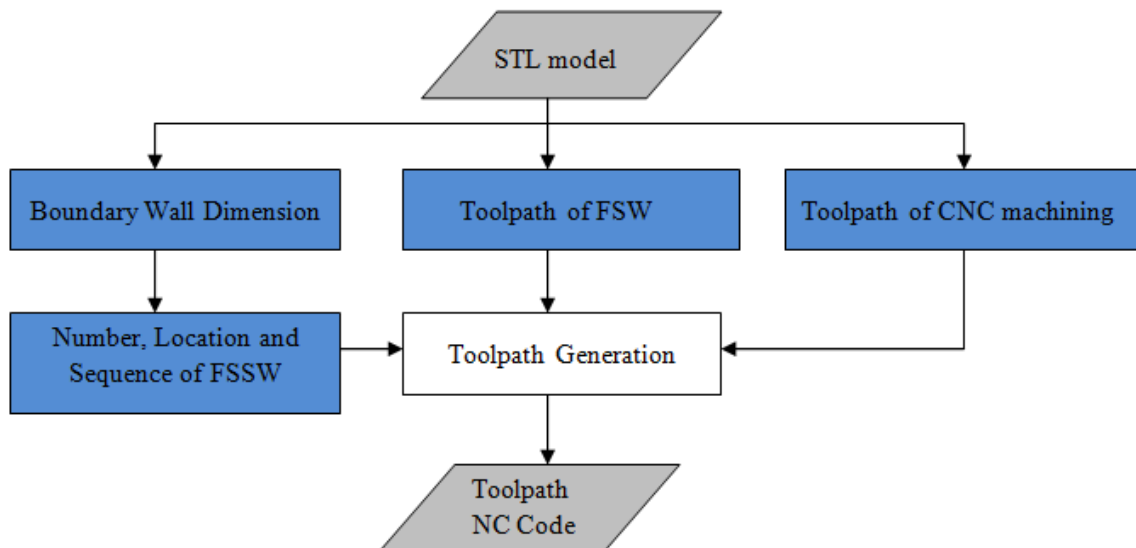 STL model
Boundary Wall Dimension
Toolpath of FSW
Toolpath of CNC machining
Number, Location and
Sequence of FSSW
Toolpath Generation
Toolpath
NC Code